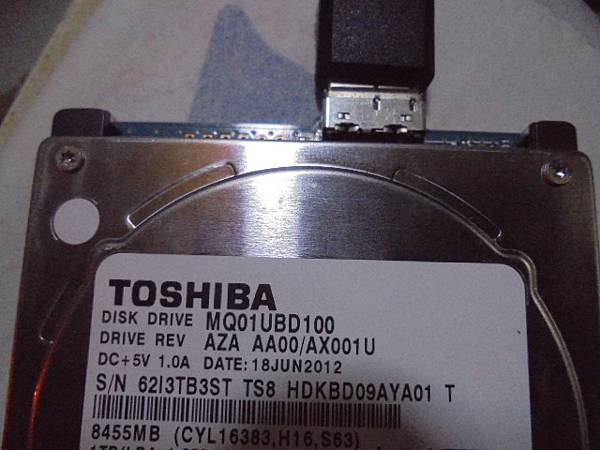 TOSHIBA
DISK DRIVE MQ01UBD100
DRIVE REV AZA AA00/AX001U
DC+5V 1.0A DATE:18JUN2012
S/N 62I3TB3ST TS8 HDKBD09AYA01 T
8455MB (CYL16383,H16,S63)